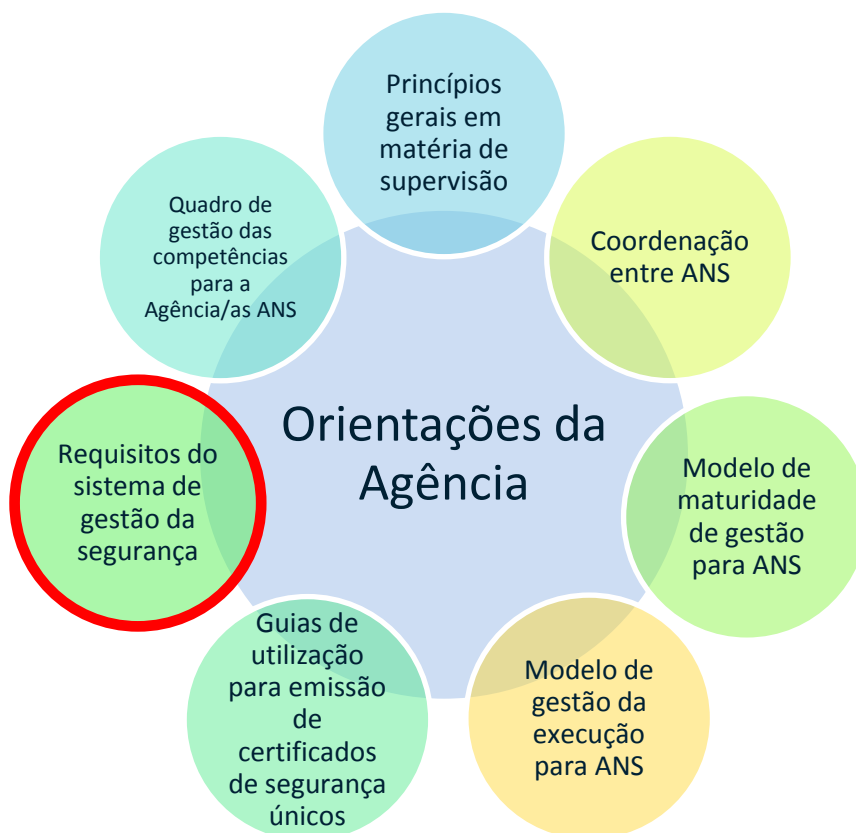 Princípios
gerais em
matéria de
supervisão
Coordenação
entre ANS
Modelo de
maturidade
de gestão
para ANS
Modelo de
gestão da
execução
para ANS
Guias de
utilização
para emissão
de
certificados
de segurança
únicos
Requisitos do
sistema de
gestão da
segurança
Quadro de
gestão das
competências
para a
Agência/as ANS
Orientações da
Agência